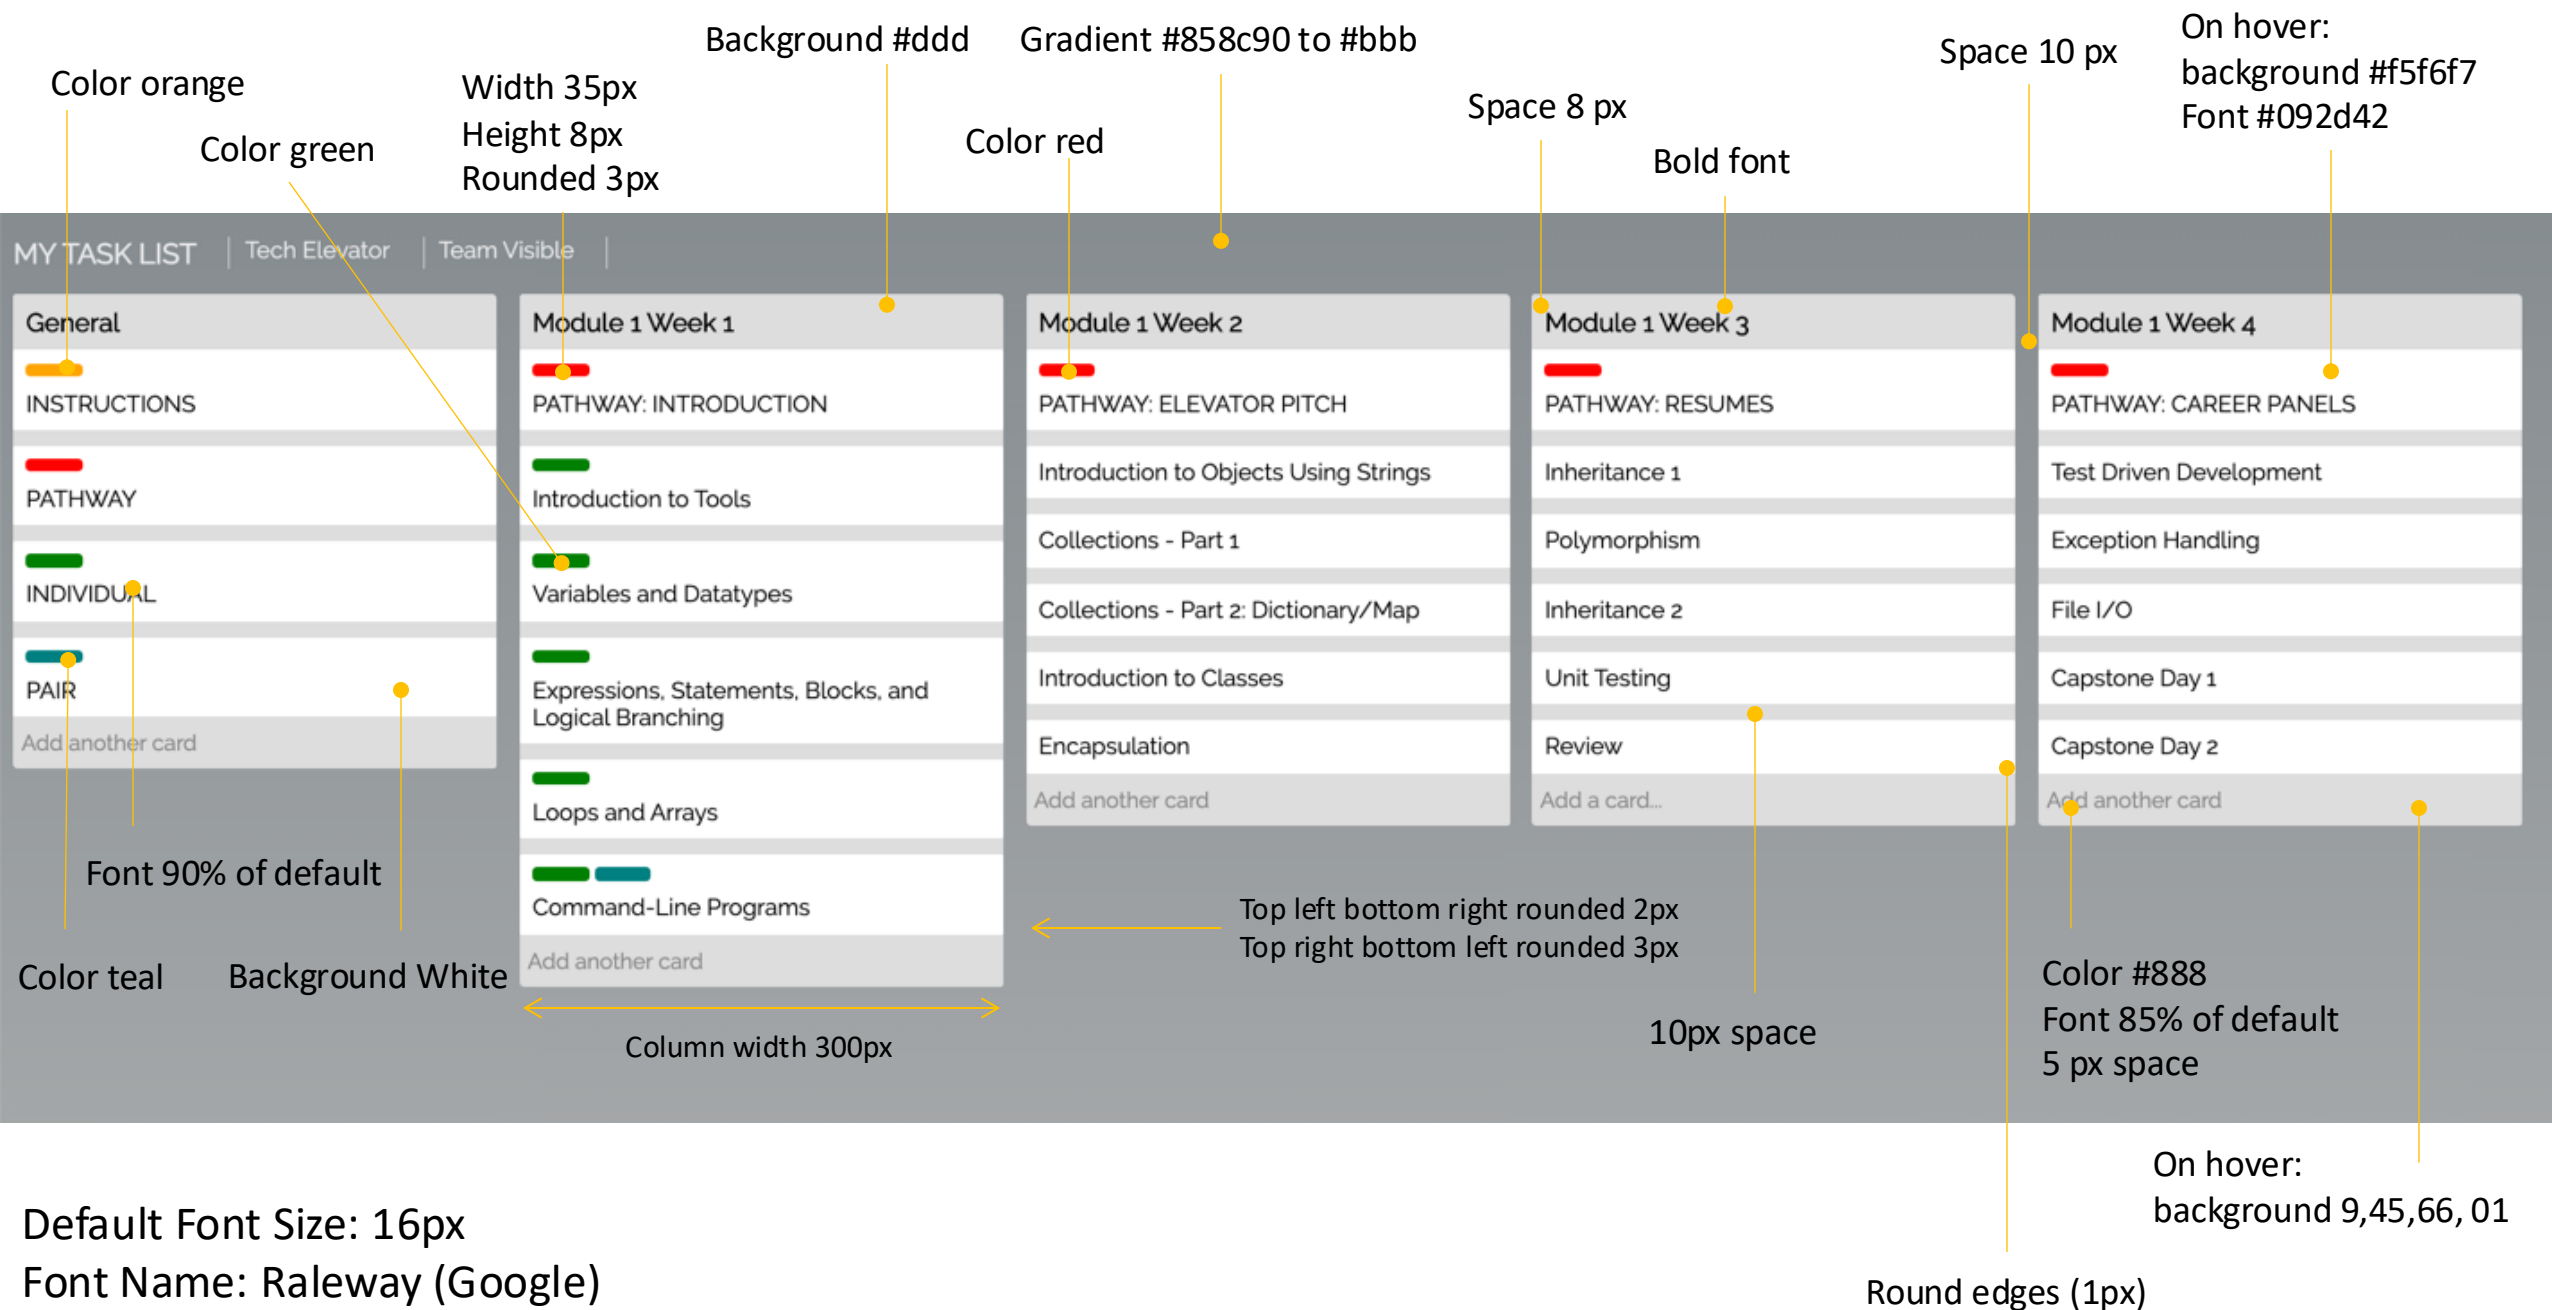 Color orange
Color green
Width 35px
Height 8px
Rounded 3px
Background #ddd
Gradient #858c90 to #bbb
Color red
Space 8 px
Bold font
Space 10 px
On hover:
background #f5f6f7
Font #092d42
MY TASK LIST
Tech Elevator
Team Visible
General
INSTRUCTIONS
PATHWAY
INDIVIDUAL
PAIR
Add another card
Module 1 Week 1
PATHWAY: INTRODUCTION
Introduction to Tools
Variables and Datatypes
Expressions, Statements, Blocks, and
Logical Branching
Loops and Arrays
Command-Line Programs
Add another card
Module 1 Week 2
PATHWAY: ELEVATOR PITCH
Introduction to Objects Using Strings
Collections - Part 1
Collections - Part 2: Dictionary/Map
Introduction to Classes
Encapsulation
Add another card
Module 1 Week 3
PATHWAY: RESUMES
Inheritance 1
Polymorphism
Inheritance 2
Unit Testing
Review
Add a card...
Module 1 Week 4
PATHWAY: CAREER PANELS
Test Driven Development
Exception Handling
File I/O
Capstone Day 1
Capstone Day 2
Add another card
Font 90% of default
Color teal
Background White
Column width 300px
Top left bottom right rounded 2px
Top right bottom left rounded 3px
10px space
Color #888
Font 85% of default
5 px space
On hover:
background 9,45,66, 01
Round edges (1px)
Default Font Size: 16px
Font Name: Raleway (Google)